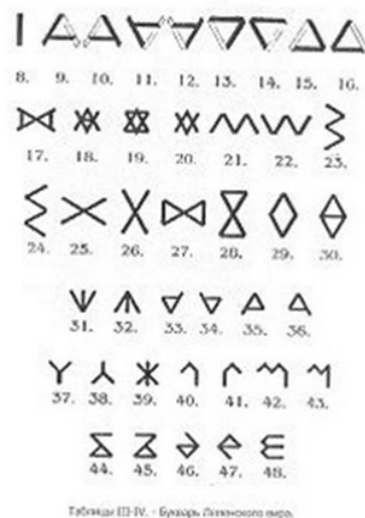 8. 9. 10. 11. 12. 13. 14. 15. 16.
17. 18. 19. 20. 21. 22. 23.
24. 25. 26. 27. 28. 29. 30.
31. 32. 33. 34. 35. 36.
37. 38. 39. 40. 41. 42. 43.
44. 45. 46. 47. 48.
Таблицы III-IV. - Букварь Лепенского вира.